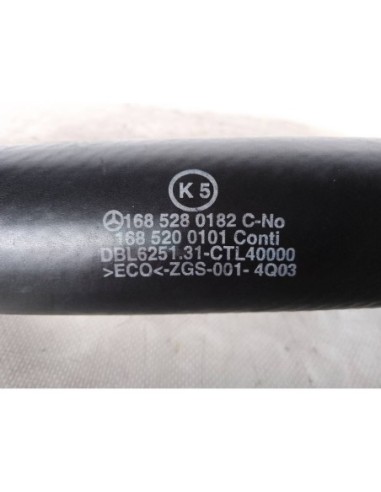 K5
168 528 0182 C-No
168 520 0101 Conti
DBL6251.31-CTL40000
>ECO<-ZGS-001- 4Q03